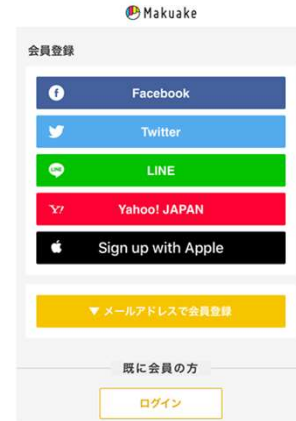 Makuake
会員登録
Facebook
Twitter
LINE
Yahoo! JAPAN
Sign up with Apple
▼ メールアドレスで会員登録
既に会員の方
ログイン